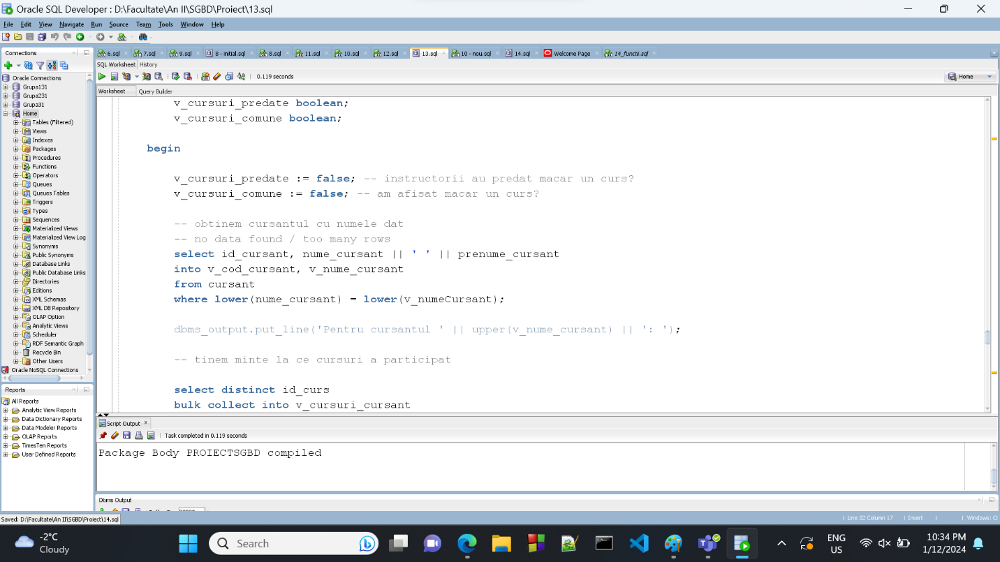 Oracle SQL Developer : D:\Facultate\An II\SGBD\Proiect\13.sql
File Edit View Navigate Run Source Team Tools Window Help
Connections
6.sql 7.sql 9.sql 8 - initial.sql 8.sql 11.sql 10.sql 12.sql 13.sql 10 - nou.sql 14.sql Welcome Page 14_functii.sql
SQL Worksheet History
0.119 seconds
Home
Worksheet Query Builder
Oracle Connections
Grupa131
Grupa231
Grupa31
Home
Tables (Filtered)
Views
Indexes
Packages
Procedures
Functions
Operators
Queues
Queues Tables
Triggers
Types
Sequences
Materialized Views
Materialized View Log
Synonyms
Public Synonyms
Database Links
Public Database Links
Directories
Editions
XML Schemas
XML DB Repository
OLAP Option
Analytic Views
Scheduler
RDF Semantic Graph
Recycle Bin
Other Users
Oracle NoSQL Connections
v_cursuri_predate boolean;
v_cursuri_comune boolean;
begin
v_cursuri_predate := false; -- instructorii au predat macar un curs?
v_cursuri_comune := false; -- am afisat macar un curs?
-- obtinem cursantul cu numele dat
-- no data found / too many rows
select id_cursant, nume_cursant || ' ' || prenume_cursant
into v_cod_cursant, v_nume_cursant
from cursant
where lower(nume_cursant) = lower(v_numeCursant);
dbms_output.put_line('Pentru cursantul ' || upper(v_nume_cursant) || ': ');
-- tinem minte la ce cursuri a participat
select distinct id_curs
bulk collect into v_cursuri_cursant
Reports
All Reports
Analytic View Reports
Data Dictionary Reports
Data Modeler Reports
OLAP Reports
TimesTen Reports
User Defined Reports
Script Output
Task completed in 0.119 seconds
Package Body PROIECTSGBD compiled
Dbms Output
Saved: D:\Facultate\An II\SGBD\Proiect\14.sql
Line 32 Column 17 Insert Windows: Cl
-2°C
Cloudy
Search
ENG
US
10:34 PM
1/12/2024